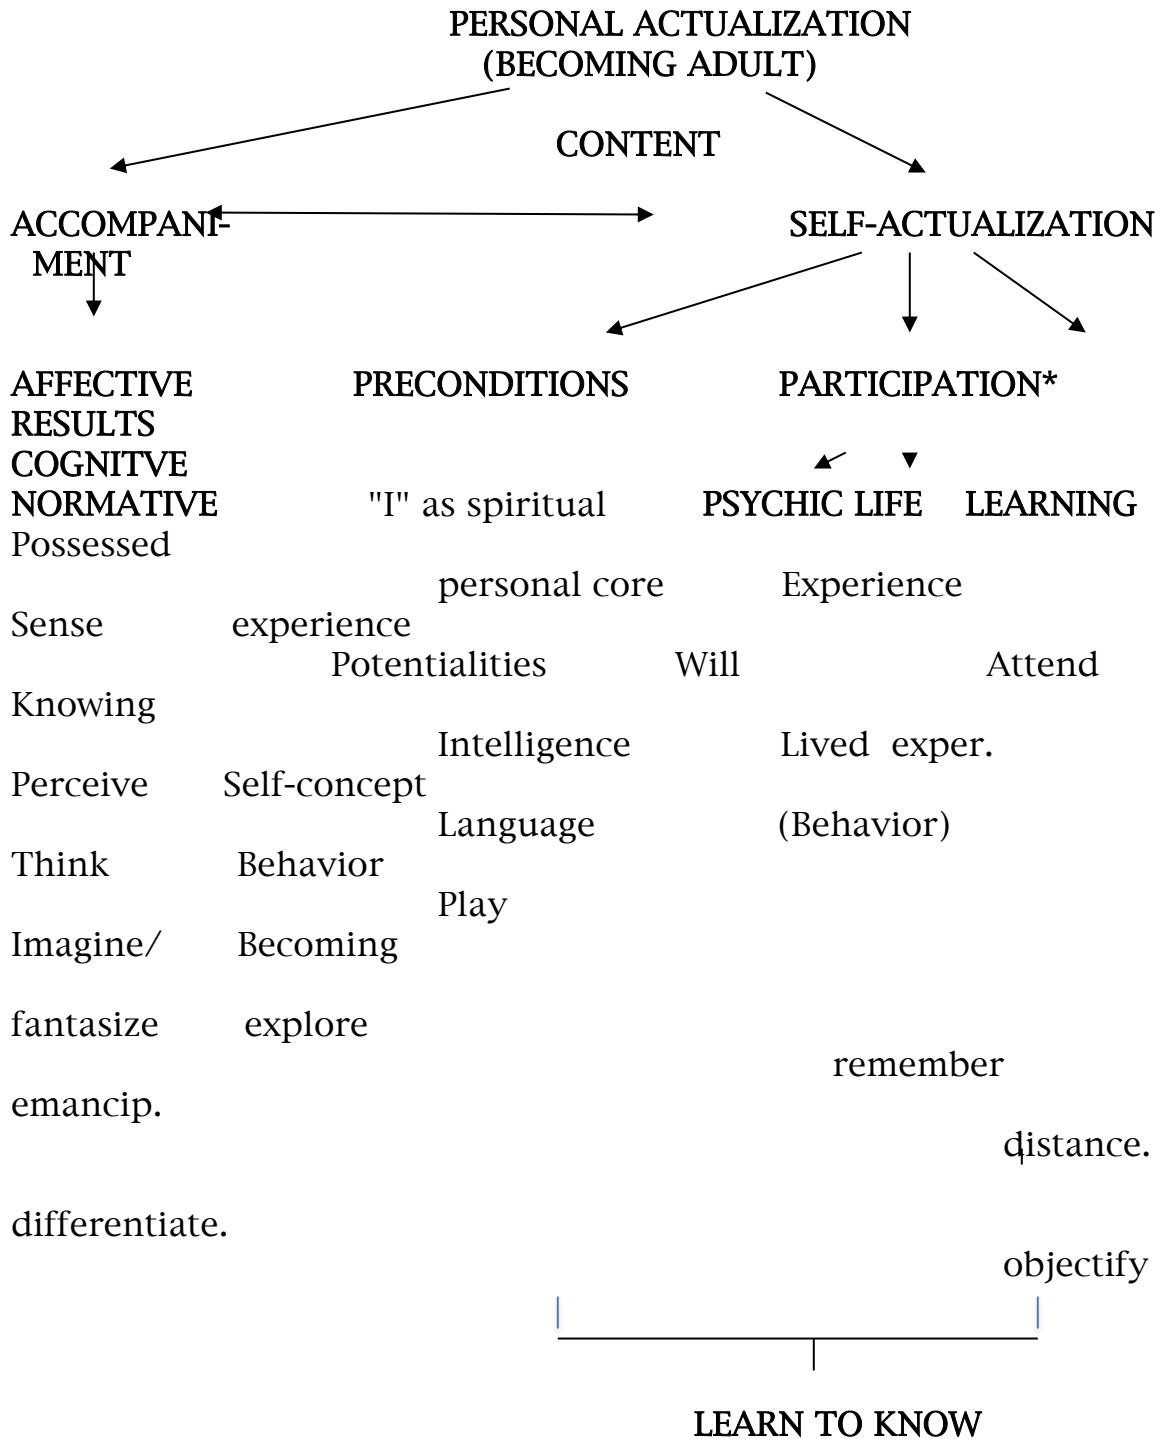 PERSONAL ACTUALIZATION
(BECOMING ADULT)
CONTENT
ACCOMPANI- SELF-ACTUALIZATION
MENT
AFFECTIVE PRECONDITIONS PARTICIPATION*
RESULTS
COGNITVE
NORMATIVE "I" as spiritual PSYCHIC LIFE LEARNING
Possessed
personal core Experience
Sense experience
Potentialities Will Attend
Knowing
Intelligence Lived exper.
Perceive Self-concept
Language (Behavior)
Think Behavior
Play
Imagine/ Becoming
fantasize explore
remember
emancip.
distance.
differentiate.
objectify
LEARN TO KNOW